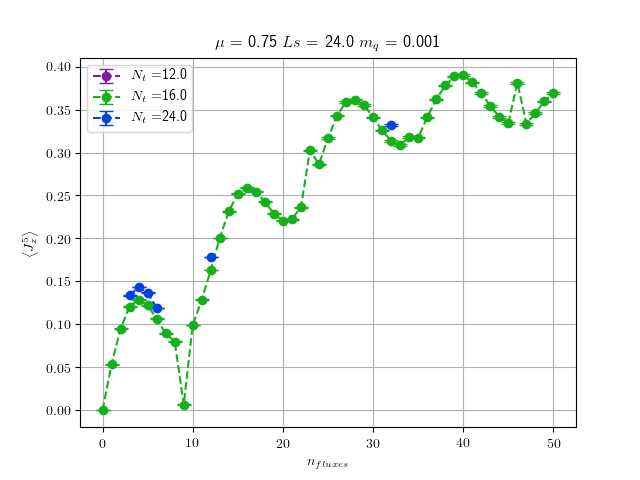 μ = 0.75 Ls = 24.0 m_q = 0.001
N_t =12.0
N_t =16.0
N_t =24.0
0.40
0.35
0.30
0.25
0.20
0.15
0.10
0.05
0.00
⟨J_z^5⟩
0 10 20 30 40 50
n_{fluxes}